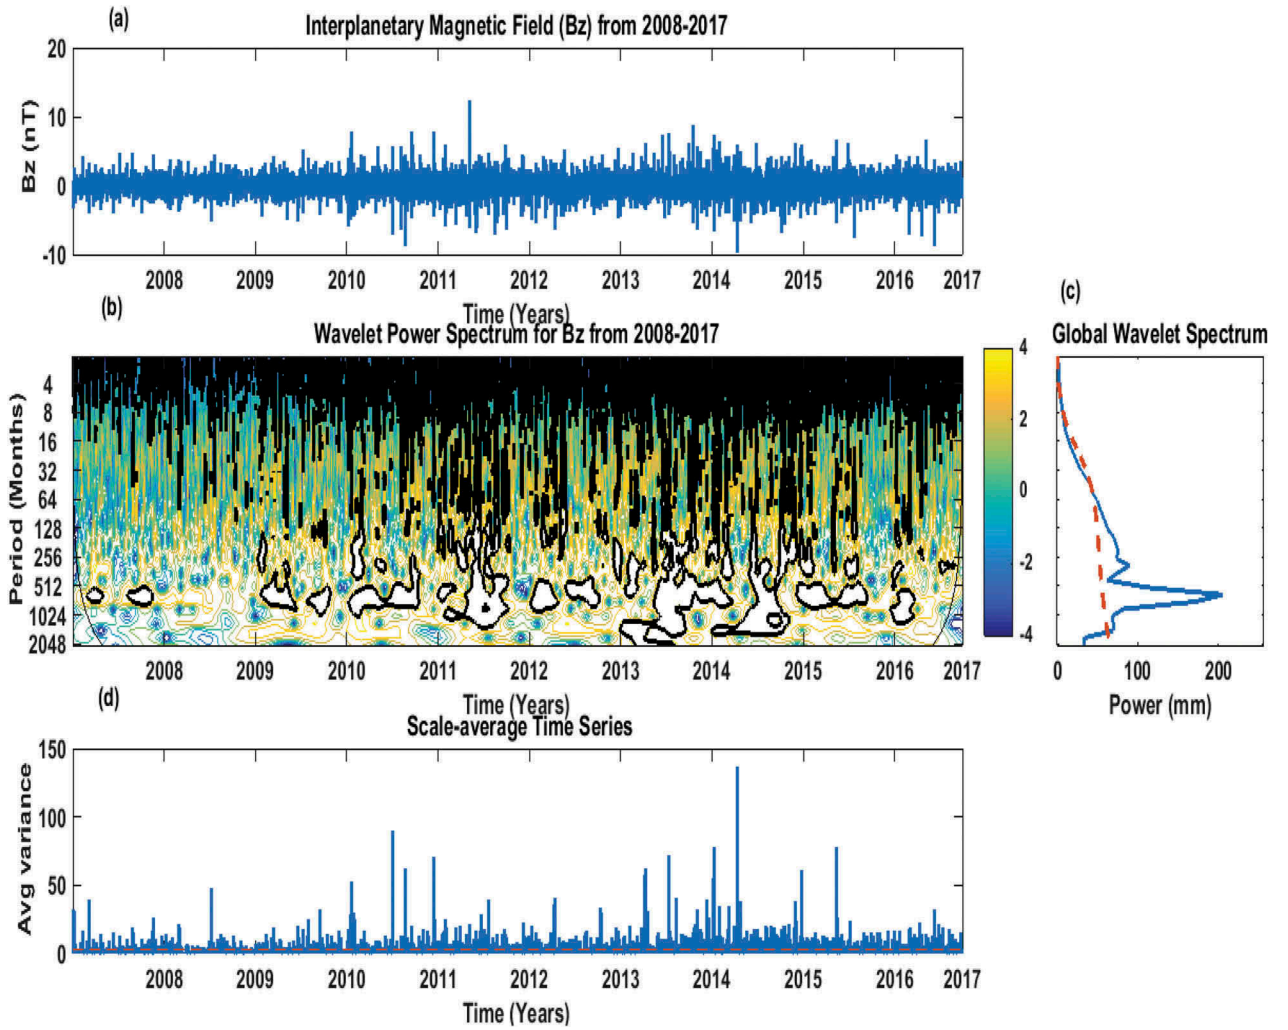 (a)
Interplanetary Magnetic Field (Bz) from 2008-2017
20
10
0
-10
Bz (nT)
2008 2009 2010 2011 2012 2013 2014 2015 2016 2017
Time (Years)
(b)
Wavelet Power Spectrum for Bz from 2008-2017
4
8
16
32
64
128
256
512
1024
2048
Period (Months)
2008 2009 2010 2011 2012 2013 2014 2015 2016 2017
Time (Years)
4
2
0
-2
-4
(c)
Global Wavelet Spectrum
0 100 200
Power (mm)
(d)
Scale-average Time Series
150
100
50
0
Avg variance
2008 2009 2010 2011 2012 2013 2014 2015 2016 2017
Time (Years)